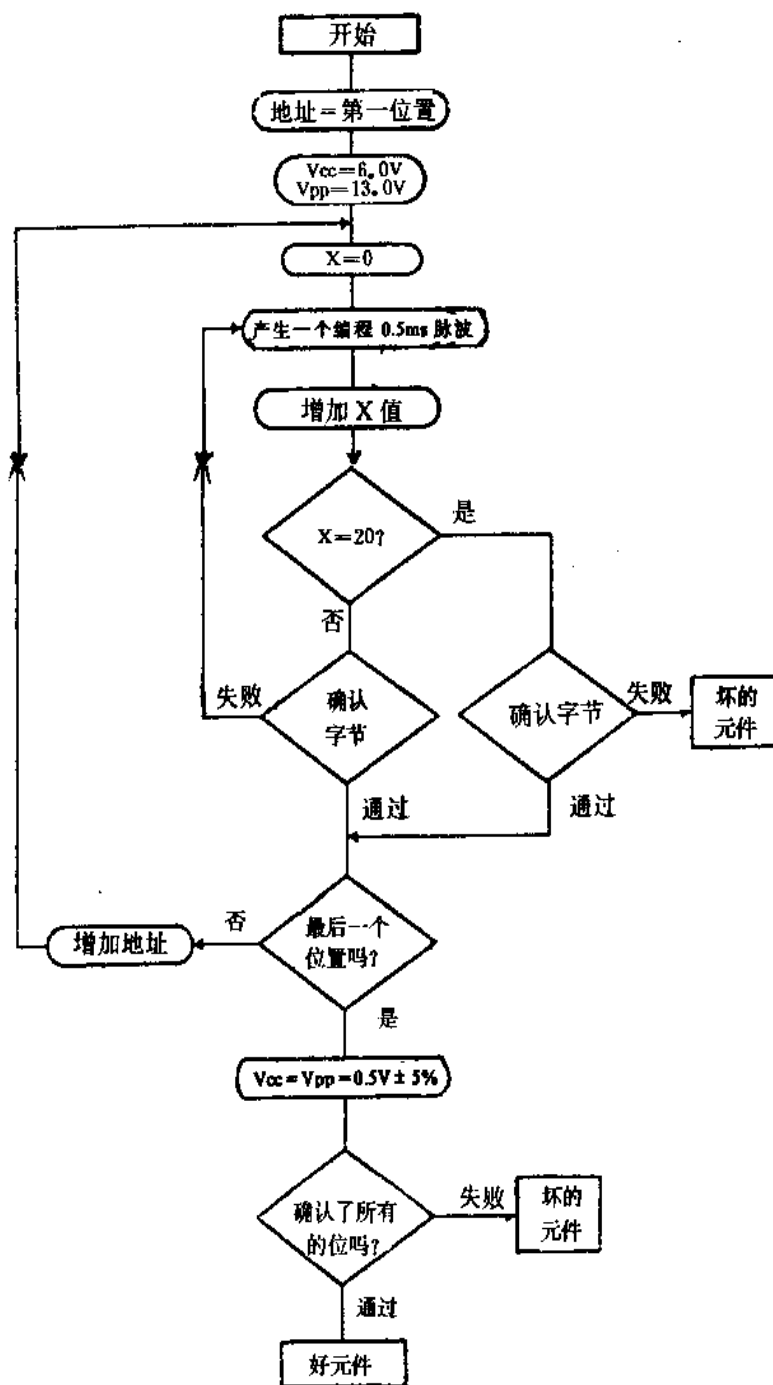 开始
地址=第一位置
Vcc=6.0V
Vpp=13.0V
X=0
产生一个编程 0.5ms 脉波
增加 X 值
X=20?
是
否
失败
确认
字节
确认字节
失败
坏的
元件
通过
通过
最后一个
位置吗?
否
增加地址
是
Vcc=Vpp=0.5V±5%
确认了所有
的位吗?
失败
坏的
元件
通过
好元件